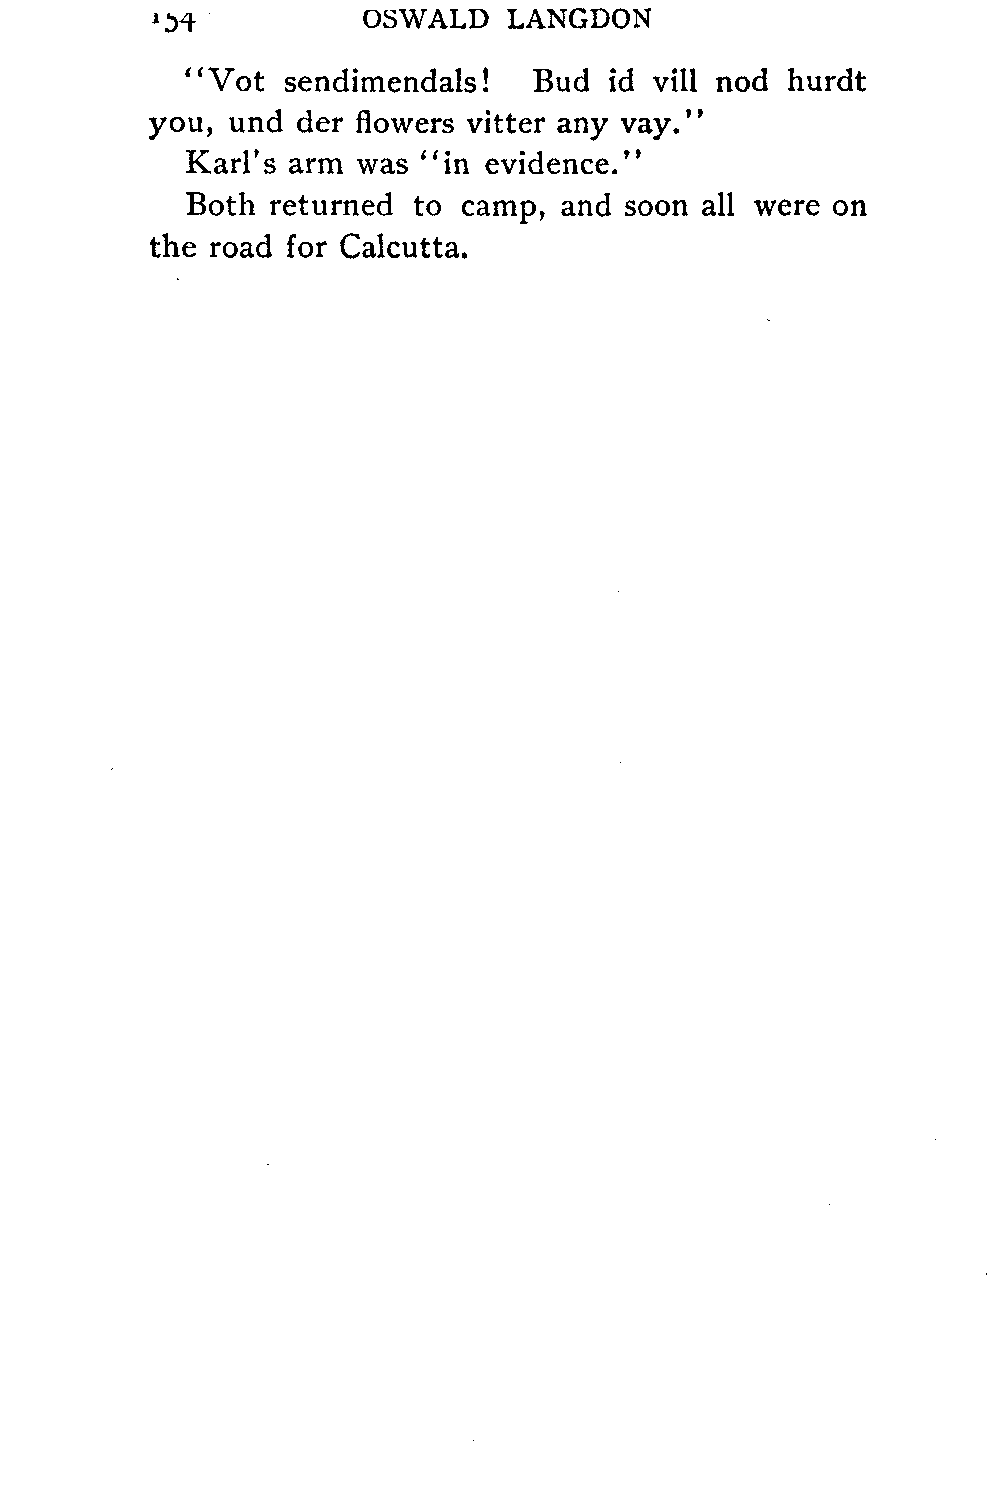 154 OSWALD LANGDON
"Vot sendimendals! Bud id vill nod hurdt
you, und der flowers vitter any vay."
Karl's arm was "in evidence."
Both returned to camp, and soon all were on
the road for Calcutta.